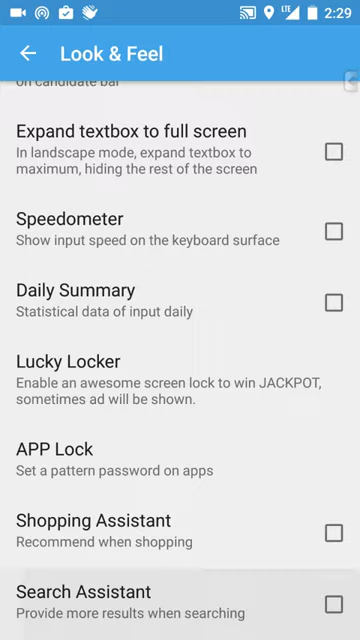 LTE
2:29
Look & Feel
on candidate bar
Expand textbox to full screen
In landscape mode, expand textbox to
maximum, hiding the rest of the screen
Speedometer
Show input speed on the keyboard surface
Daily Summary
Statistical data of input daily
Lucky Locker
Enable an awesome screen lock to win JACKPOT,
sometimes ad will be shown.
APP Lock
Set a pattern password on apps
Shopping Assistant
Recommend when shopping
Search Assistant
Provide more results when searching